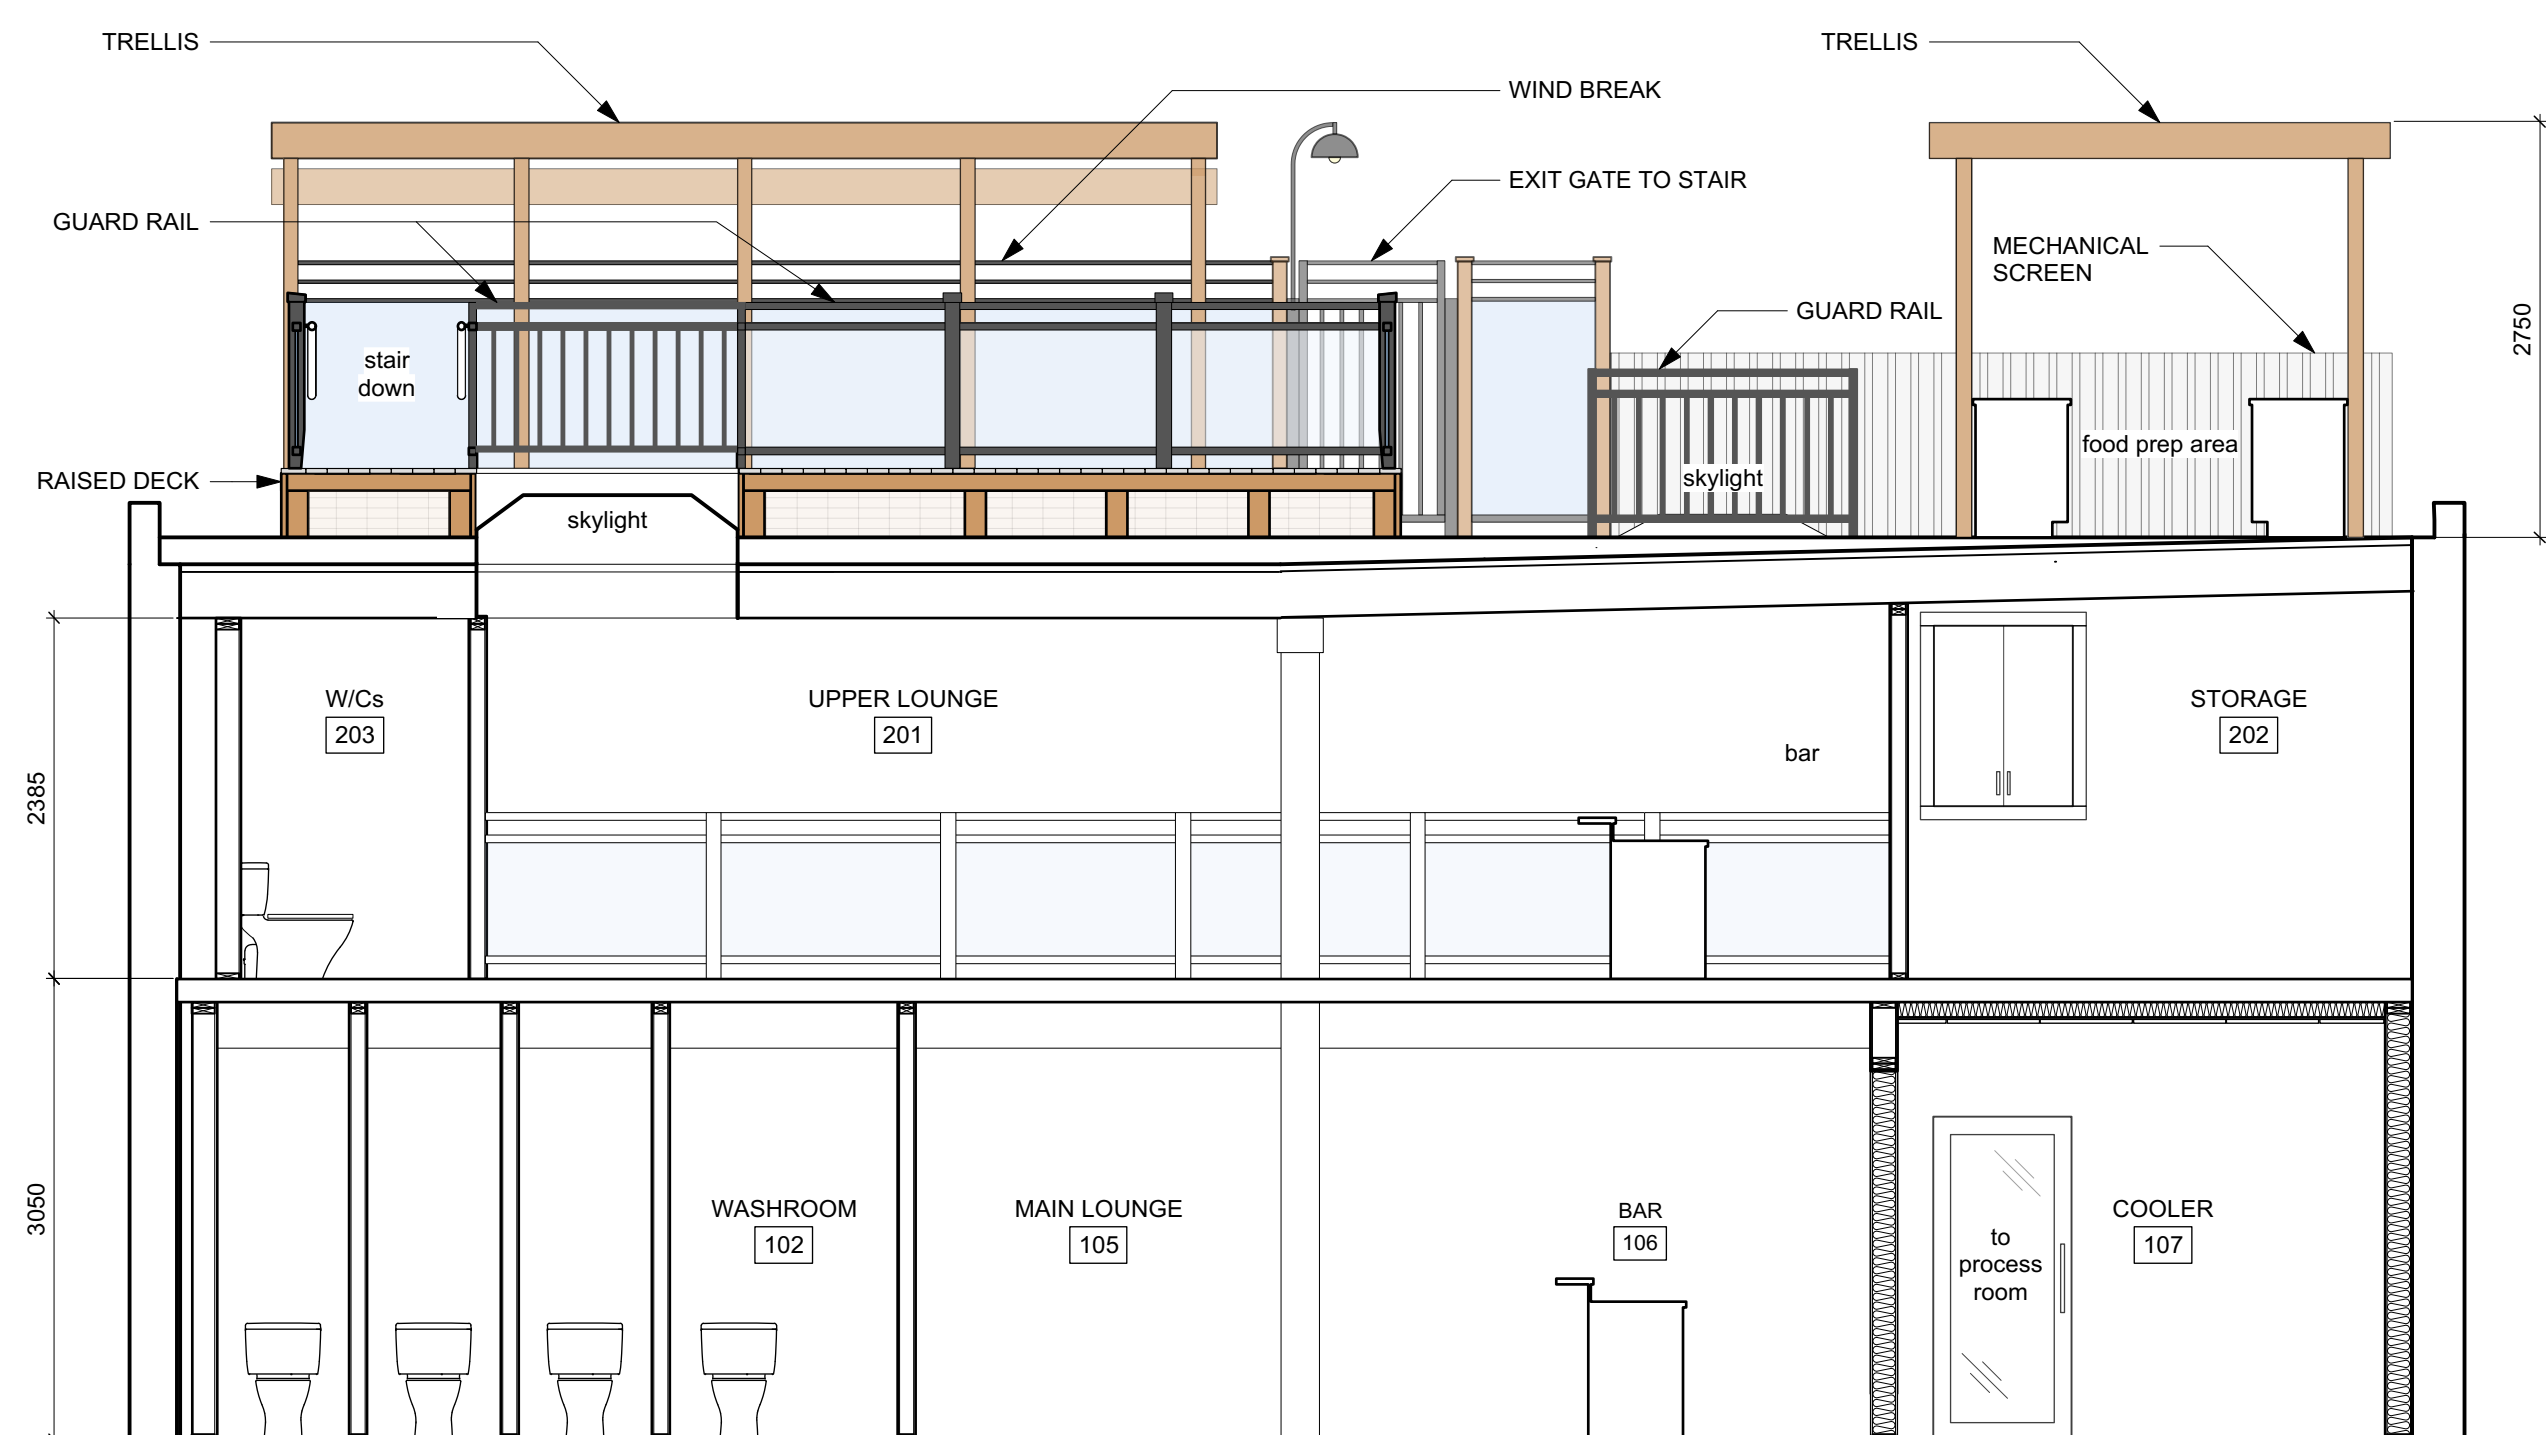 TRELLIS
TRELLIS
WIND BREAK
EXIT GATE TO STAIR
GUARD RAIL
MECHANICAL
SCREEN
GUARD RAIL
2750
stair
down
food prep area
skylight
RAISED DECK
skylight
W/Cs
203
UPPER LOUNGE
201
STORAGE
202
bar
2385
WASHROOM
102
MAIN LOUNGE
105
BAR
106
COOLER
107
3050
to
process
room